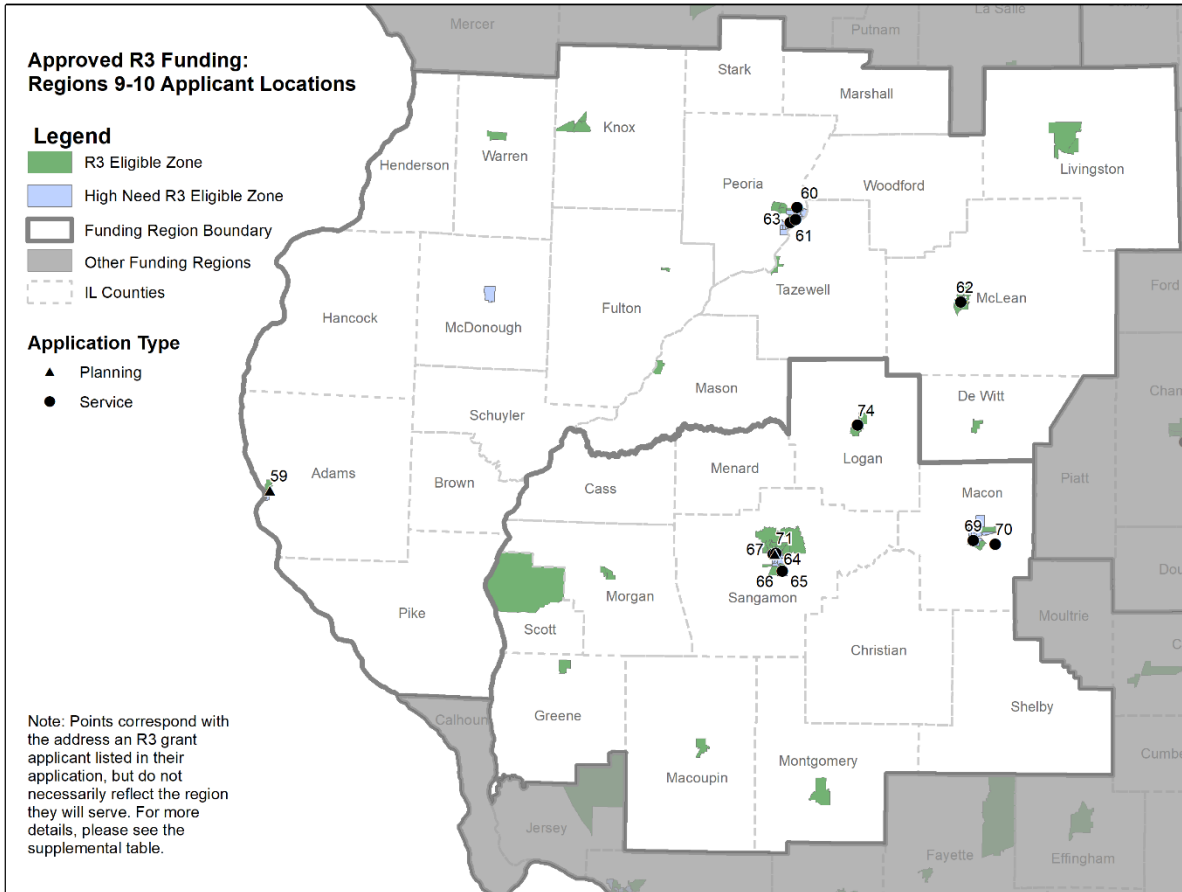 Approved R3 Funding:
Regions 9-10 Applicant Locations
Legend
R3 Eligible Zone
High Need R3 Eligible Zone
Funding Region Boundary
Other Funding Regions
IL Counties
Application Type
Planning
Service
Note: Points correspond with
the address an R3 grant
applicant listed in their
application, but do not
necessarily reflect the region
they will serve. For more
details, please see the
supplemental table.
Mercer
La Salle
Putnam
Stark
Marshall
Knox
Warren
Henderson
Livingston
Peoria
Woodford
60
63
61
Tazewell
62
McLean
Ford
Hancock
McDonough
Fulton
Mason
Schuyler
De Witt
Cham
74
Logan
Menard
59
Adams
Brown
Cass
Macon
Piatt
69
70
71
67
64
66
65
Sangamon
Morgan
Dou
Moultrie
Pike
Scott
Christian
C
Shelby
Greene
Calhoun
Macoupin
Montgomery
Cumbe
Jersey
Fayette
Effingham